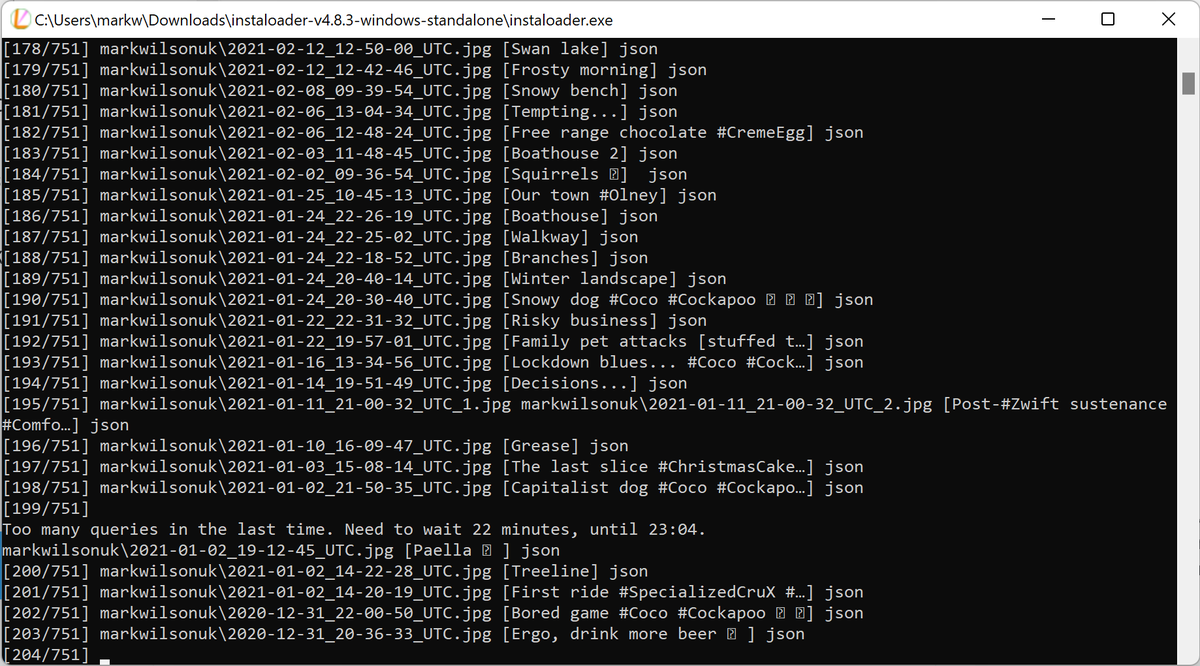 C:\Users\markw\Downloads\instaloader-v4.8.3-windows-standalone\instaloader.exe
[178/751] markwilsonuk\2021-02-12_12-50-00_UTC.jpg [Swan lake] json
[179/751] markwilsonuk\2021-02-12_12-42-46_UTC.jpg [Frosty morning] json
[180/751] markwilsonuk\2021-02-08_09-39-54_UTC.jpg [Snowy bench] json
[181/751] markwilsonuk\2021-02-06_13-04-34_UTC.jpg [Tempting...] json
[182/751] markwilsonuk\2021-02-06_12-48-24_UTC.jpg [Free range chocolate #CremeEgg] json
[183/751] markwilsonuk\2021-02-03_11-48-45_UTC.jpg [Boathouse 2] json
[184/751] markwilsonuk\2021-02-02_09-36-54_UTC.jpg [Squirrels ⍰]  json
[185/751] markwilsonuk\2021-01-25_10-45-13_UTC.jpg [Our town #Olney] json
[186/751] markwilsonuk\2021-01-24_22-26-19_UTC.jpg [Boathouse] json
[187/751] markwilsonuk\2021-01-24_22-25-02_UTC.jpg [Walkway] json
[188/751] markwilsonuk\2021-01-24_22-18-52_UTC.jpg [Branches] json
[189/751] markwilsonuk\2021-01-24_20-40-14_UTC.jpg [Winter landscape] json
[190/751] markwilsonuk\2021-01-24_20-30-40_UTC.jpg [Snowy dog #Coco #Cockapoo ⍰ ⍰ ⍰] json
[191/751] markwilsonuk\2021-01-22_22-31-32_UTC.jpg [Risky business] json
[192/751] markwilsonuk\2021-01-22_19-57-01_UTC.jpg [Family pet attacks [stuffed t…] json
[193/751] markwilsonuk\2021-01-16_13-34-56_UTC.jpg [Lockdown blues... #Coco #Cock…] json
[194/751] markwilsonuk\2021-01-14_19-51-49_UTC.jpg [Decisions...] json
[195/751] markwilsonuk\2021-01-11_21-00-32_UTC_1.jpg markwilsonuk\2021-01-11_21-00-32_UTC_2.jpg [Post-#Zwift sustenance
#Comfo…] json
[196/751] markwilsonuk\2021-01-10_16-09-47_UTC.jpg [Grease] json
[197/751] markwilsonuk\2021-01-03_15-08-14_UTC.jpg [The last slice #ChristmasCake…] json
[198/751] markwilsonuk\2021-01-02_21-50-35_UTC.jpg [Capitalist dog #Coco #Cockapo…] json
[199/751]
Too many queries in the last time. Need to wait 22 minutes, until 23:04.
markwilsonuk\2021-01-02_19-12-45_UTC.jpg [Paella ⍰ ] json
[200/751] markwilsonuk\2021-01-02_14-22-28_UTC.jpg [Treeline] json
[201/751] markwilsonuk\2021-01-02_14-20-19_UTC.jpg [First ride #SpecializedCruX #…] json
[202/751] markwilsonuk\2020-12-31_22-00-50_UTC.jpg [Bored game #Coco #Cockapoo ⍰ ⍰] json
[203/751] markwilsonuk\2020-12-31_20-36-33_UTC.jpg [Ergo, drink more beer ⍰ ] json
[204/751]